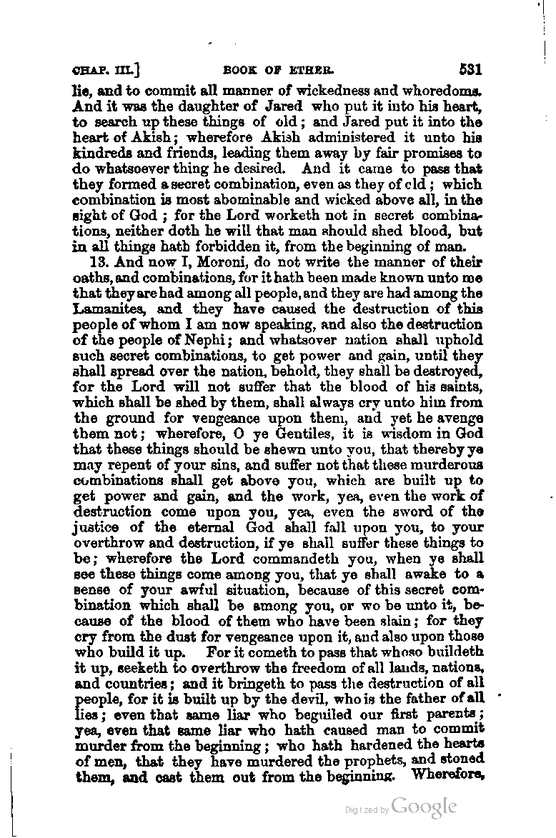 CHAP. III.] BOOK OF ETHER. 531
lie, and to commit all manner of wickedness and whoredoms.
And it was the daughter of Jared who put it into his heart,
to search up these things of old; and Jared put it into the
heart of Akish; wherefore Akish administered it unto his
kindreds and friends, leading them away by fair promises to
do whatsoever thing he desired. And it came to pass that
they formed a secret combination, even as they of old; which
combination is most abominable and wicked above all, in the
sight of God; for the Lord worketh not in secret combina-
tions, neither doth he will that man should shed blood, but
in all things hath forbidden it, from the beginning of man.
13. And now I, Moroni, do not write the manner of their
oaths, and combinations, for it hath been made known unto me
that they are had among all people, and they are had among the
Lamanites, and they have caused the destruction of this
people of whom I am now speaking, and also the destruction
of the people of Nephi; and whatsover nation shall uphold
such secret combinations, to get power and gain, until they
shall spread over the nation, behold, they shall be destroyed,
for the Lord will not suffer that the blood of his saints,
which shall be shed by them, shall always cry unto him from
the ground for vengeance upon them, and yet he avenge
them not; wherefore, O ye Gentiles, it is wisdom in God
that these things should be shewn unto you, that thereby ye
may repent of your sins, and suffer not that these murderous
combinations shall get above you, which are built up to
get power and gain, and the work, yea, even the work of
destruction come upon you, yea, even the sword of the
justice of the eternal God shall fall upon you, to your
overthrow and destruction, if ye shall suffer these things to
be; wherefore the Lord commandeth you, when ye shall
see these things come among you, that ye shall awake to a
sense of your awful situation, because of this secret com-
bination which shall be among you, or wo be unto it, be-
cause of the blood of them who have been slain; for they
cry from the dust for vengeance upon it, and also upon those
who build it up. For it cometh to pass that whoso buildeth
it up, seeketh to overthrow the freedom of all lands, nations,
and countries; and it bringeth to pass the destruction of all
people, for it is built up by the devil, who is the father of all
lies; even that same liar who beguiled our first parents;
yea, even that same liar who hath caused man to commit
murder from the beginning; who hath hardened the hearts
of men, that they have murdered the prophets, and stoned
them, and cast them out from the beginning. Wherefore,
Digitized by Google